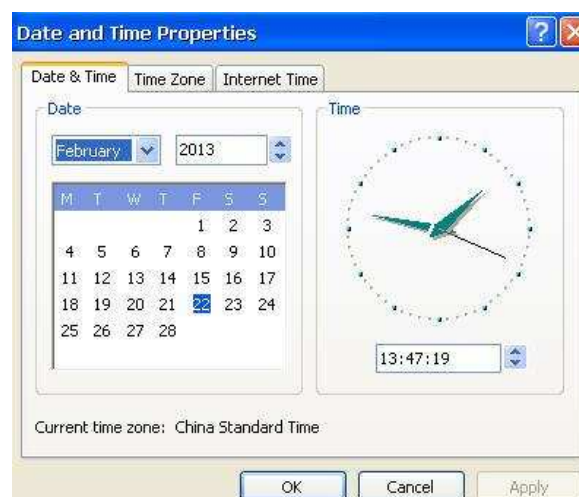 Date and Time Properties
Date & Time Time Zone Internet Time
Date
February 2013
M T W T F S S
1 2 3
4 5 6 7 8 9 10
11 12 13 14 15 16 17
18 19 20 21 22 23 24
25 26 27 28
Time
13:47:19
Current time zone: China Standard Time
OK Cancel Apply